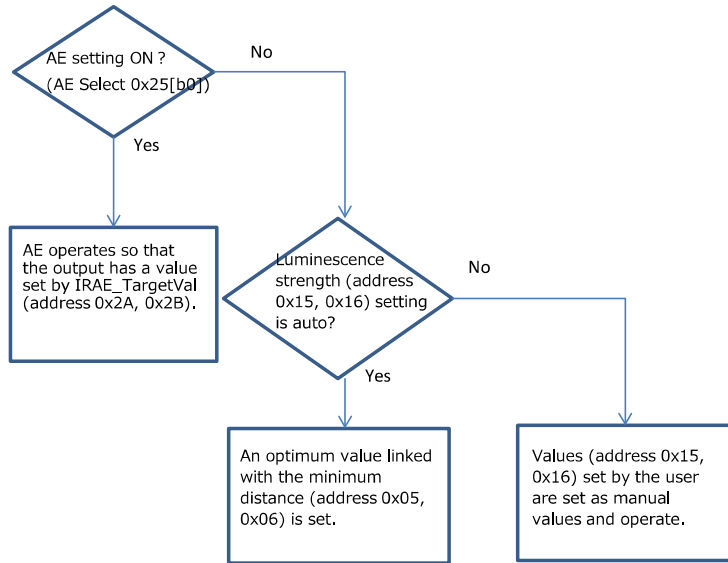 AE setting ON ?
(AE Select 0x25[b0])
No
Yes
AE operates so that
the output has a value
set by IRAE_TargetVal
(address 0x2A, 0x2B).
Luminescence
strength (address
0x15, 0x16) setting
is auto?
No
Yes
An optimum value linked
with the minimum
distance (address 0x05,
0x06) is set.
Values (address 0x15,
0x16) set by the user
are set as manual
values and operate.